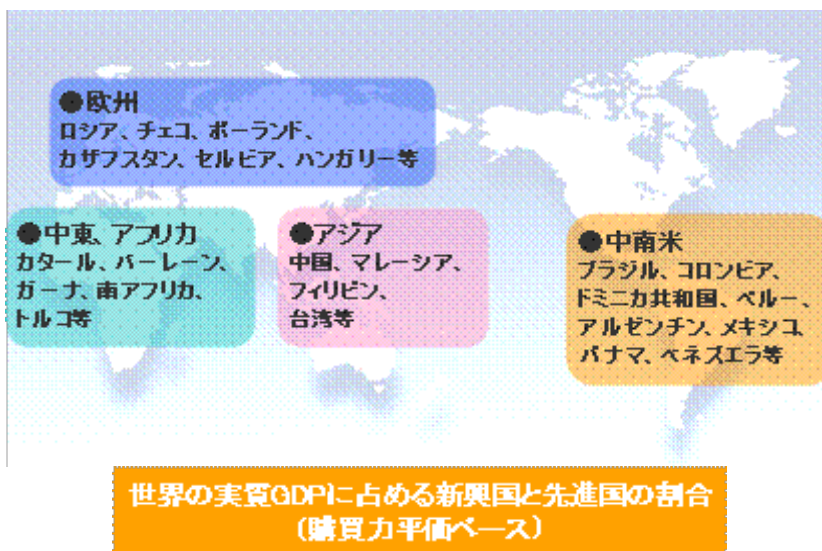 ●欧州
ロシア、チェコ、ポーランド、
カザフスタン、セルビア、ハンガリー等
●中東、アフリカ
カタール、バーレーン、
ガーナ、南アフリカ、
トルコ等
●アジア
中国、マレーシア、
フィリピン、
台湾等
●中南米
ブラジル、コロンビア、
ドミニカ共和国、ペルー、
アルゼンチン、メキシコ、
パナマ、ベネズエラ等
世界の実質GDPに占める新興国と先進国の割合
（購買力平価ベース）